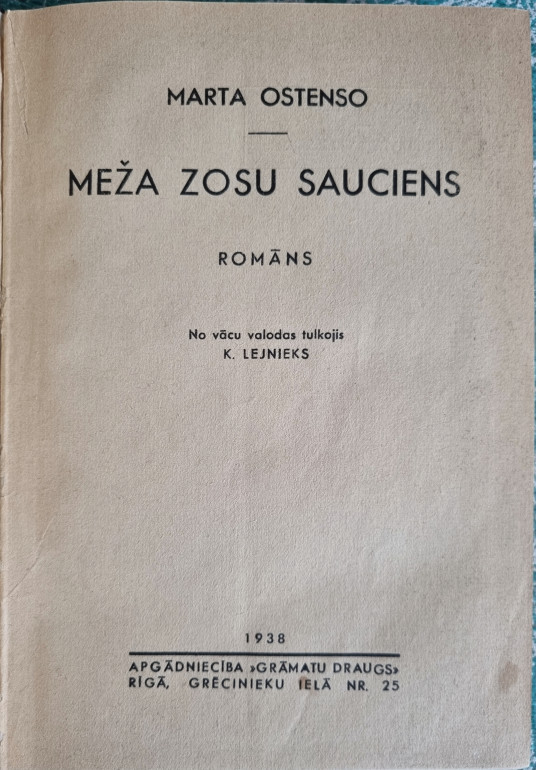 MARTA OSTENSO
MEŽA ZOSU SAUCIENS
ROMĀNS
No vācu valodas tulkojis
K. LEJNIEKS
1938
APGĀDNIECĪBA »GRĀMATU DRAUGS»
RĪGĀ, GRĒCINIEKU IELĀ NR. 25